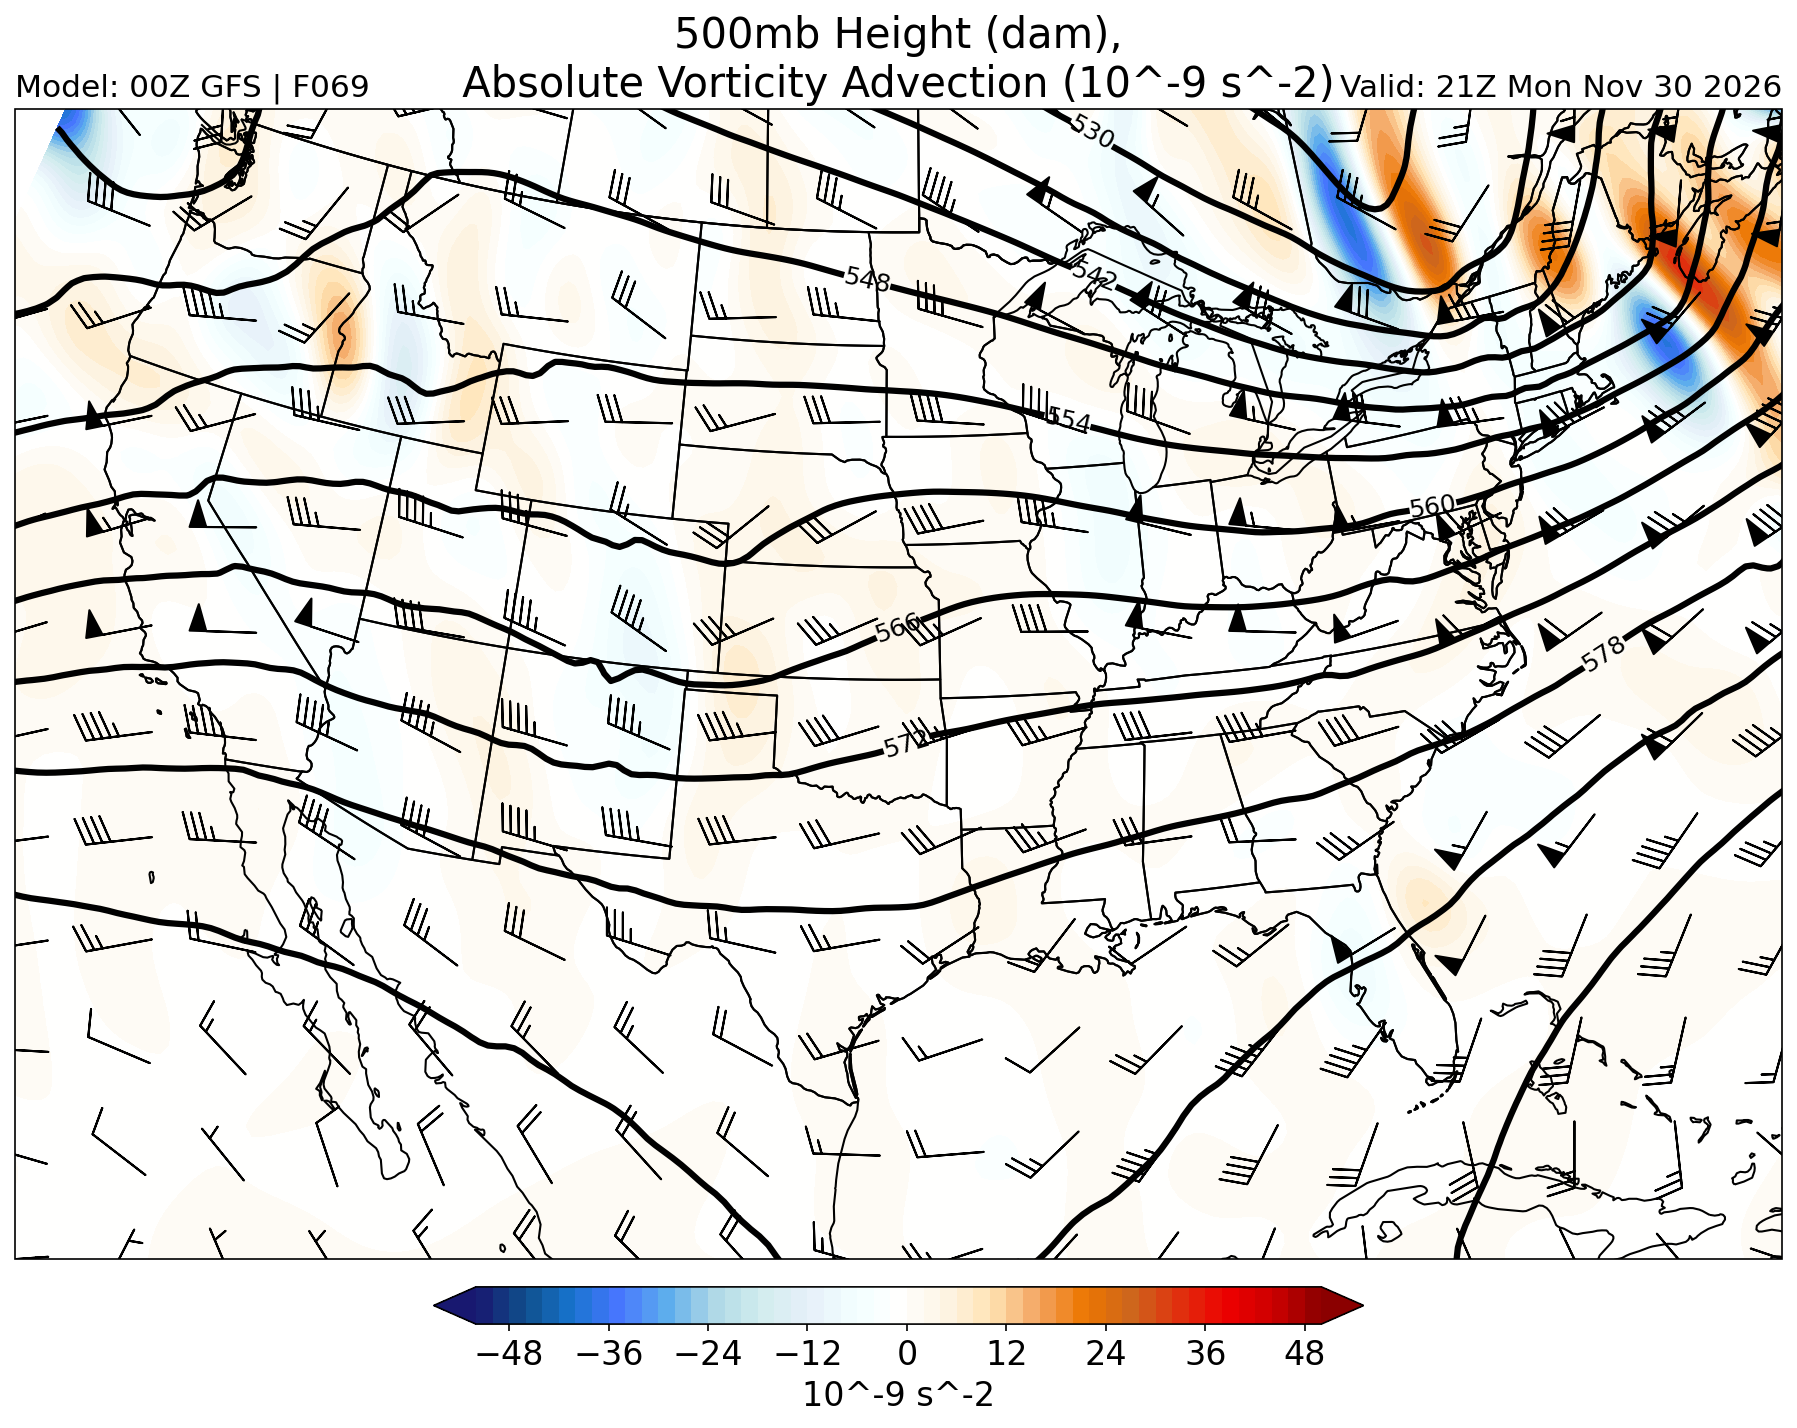 500mb Height (dam),
Model: 00Z GFS | F069
Absolute Vorticity Advection (10^-9 s^-2)
Valid: 21Z Mon Nov 30 2026
530
542
548
554
560
566
572
578
−48 −36 −24 −12 0 12 24 36 48
10^-9 s^-2